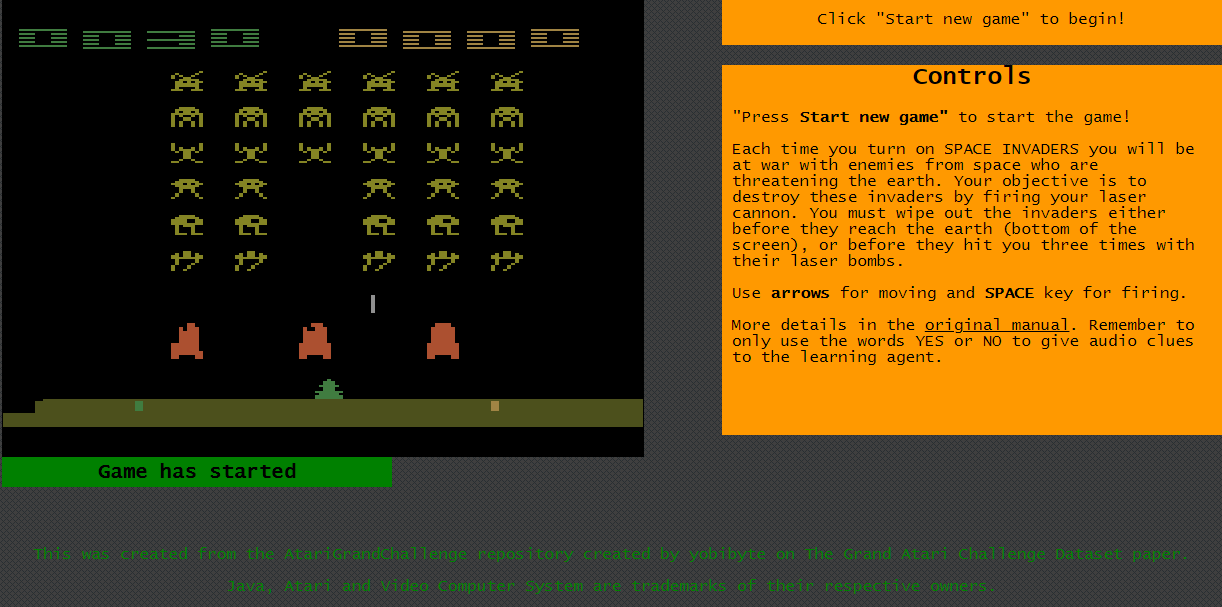 Click "Start new game" to begin!
Controls
"Press Start new game" to start the game!
Each time you turn on SPACE INVADERS you will be
at war with enemies from space who are
threatening the earth. Your objective is to
destroy these invaders by firing your laser
cannon. You must wipe out the invaders either
before they reach the earth (bottom of the
screen), or before they hit you three times with
their laser bombs.
Use arrows for moving and SPACE key for firing.
More details in the original manual. Remember to
only use the words YES or NO to give audio clues
to the learning agent.
Game has started
This was created from the AtariGrandChallenge repository created by yobibyte on The Grand Atari Challenge Dataset paper.
Java, Atari and Video Computer System are trademarks of their respective owners.